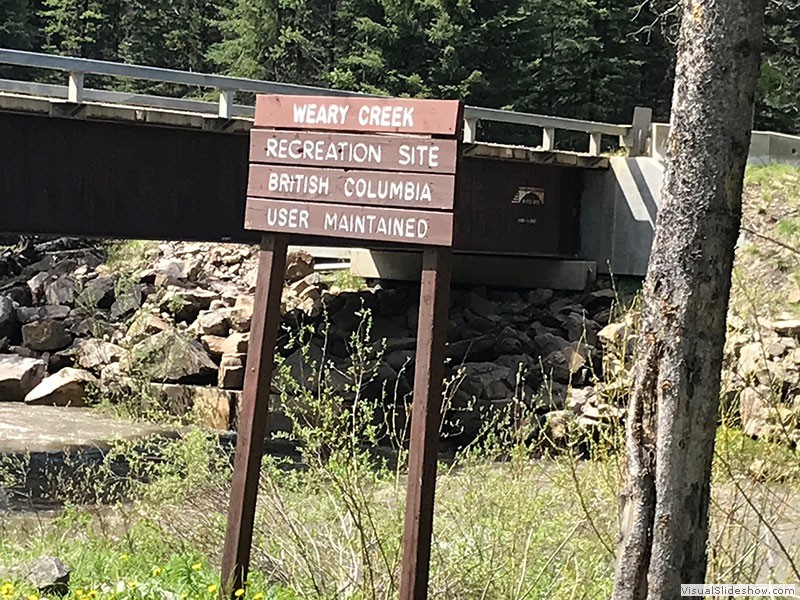 WEARY CREEK
RECREATION SITE
BRITISH COLUMBIA
USER MAINTAINED
VisualSlideshow.com